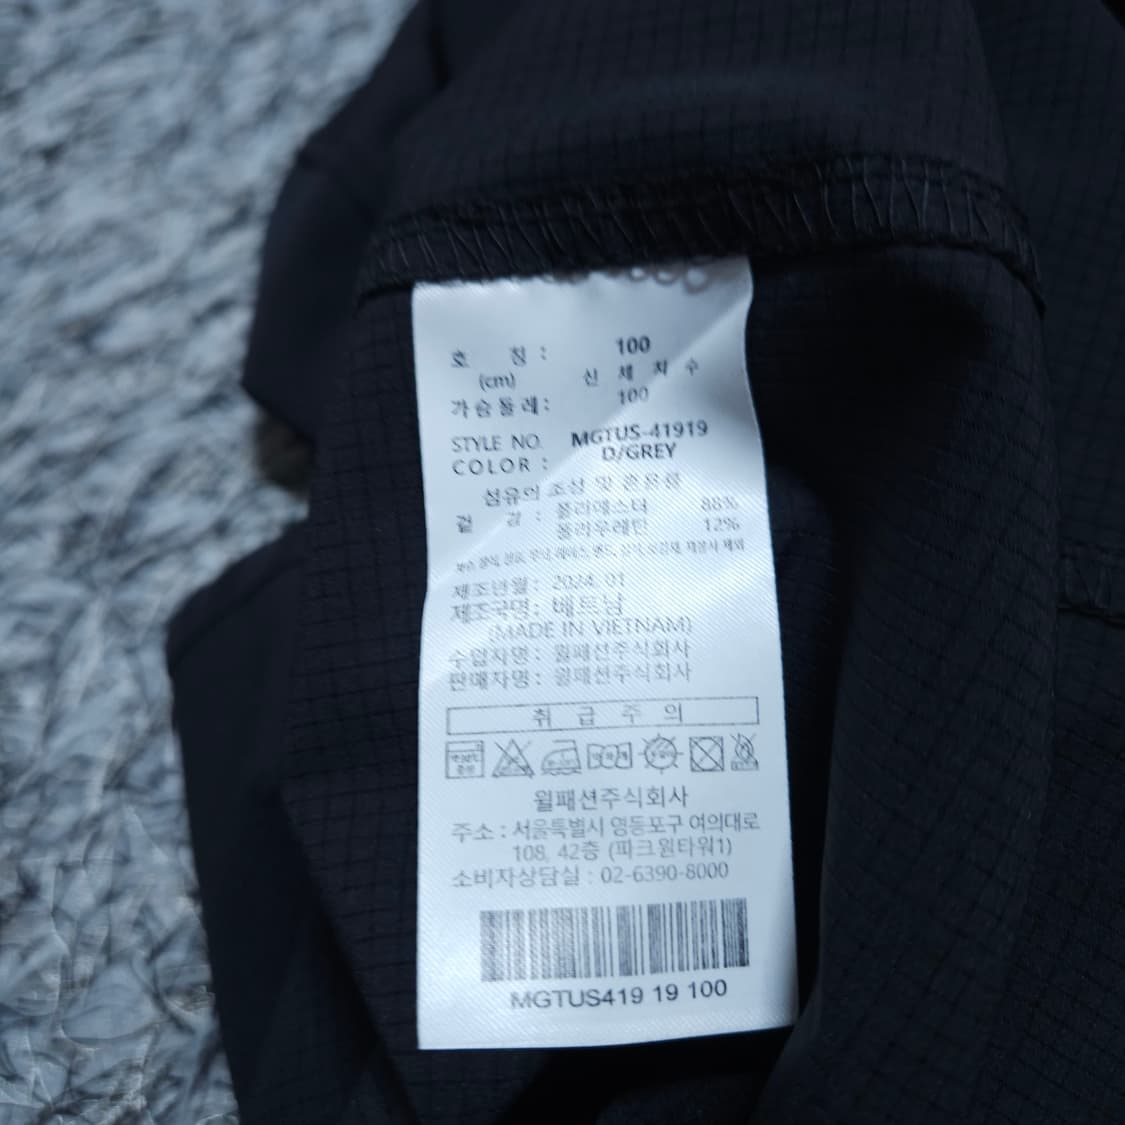 호 칭 : 100
(cm) 신 체 치 수
가슴둘레: 100
STYLE NO. MGTUS-41919
COLOR : D/GREY
섬유의 조성 및 혼용률
겉 감 : 폴리에스터 88%
폴리우레탄 12%
제조년월 : 2024. 01
제조국명 : 베트남
(MADE IN VIETNAM)
수입자명 : 월패션주식회사
판매자명 : 월패션주식회사
취 급 주 의
월패션주식회사
주소 : 서울특별시 영등포구 여의대로
108, 42층 (파크원타워1)
소비자상담실 : 02-6390-8000
MGTUS419 19 100